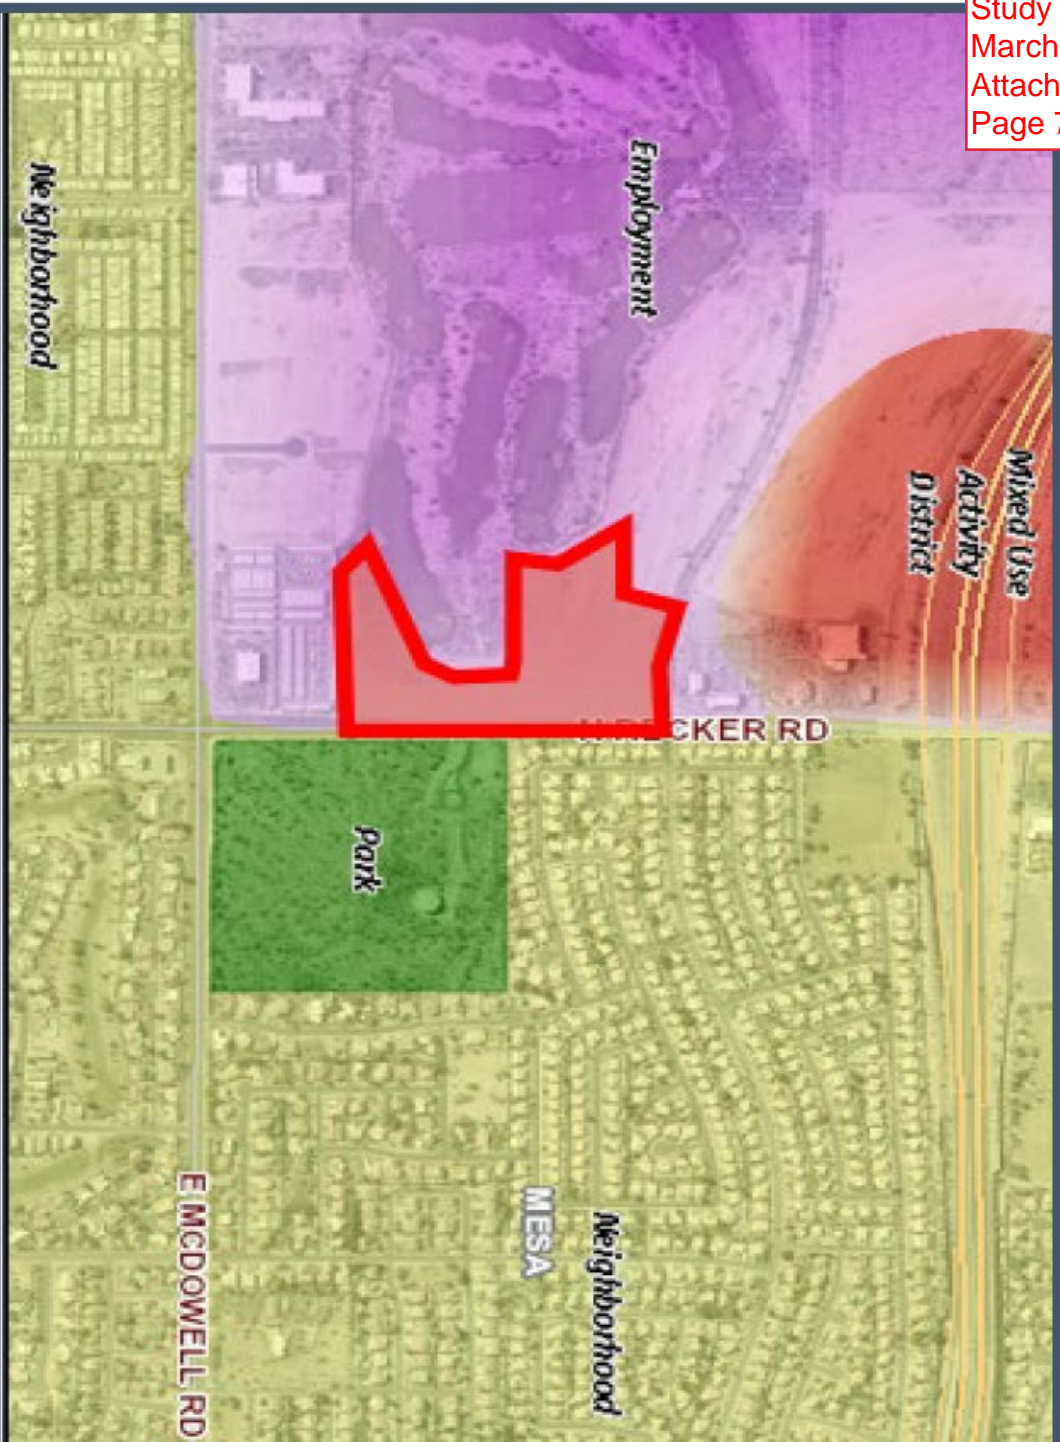 Study
March
Attach
Page 7
Employment
Neighborhood
Mixed Use
Activity
District
CKER RD
Park
MESA
Neighborhood
E MCDOWELL RD